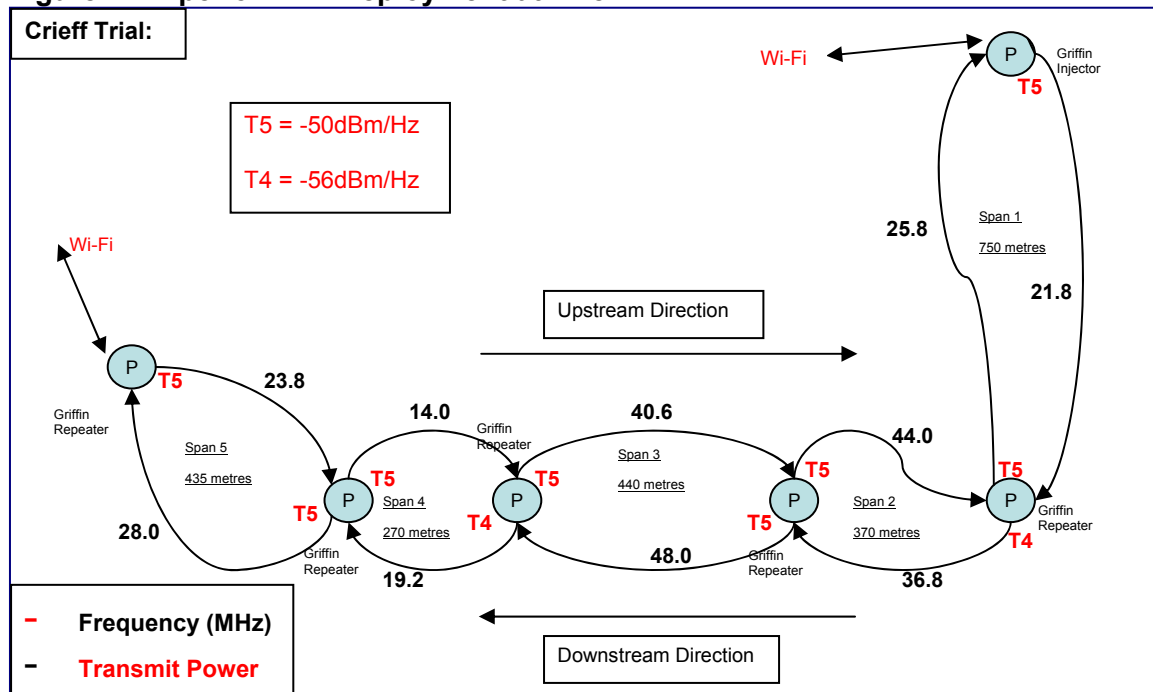 Crieff Trial:
T5 = -50dBm/Hz
T4 = -56dBm/Hz
Wi-Fi
P
Griffin
Injector
T5
25.8
Span 1
750 metres
21.8
Wi-Fi
Upstream Direction
P
T5
23.8
Griffin
Repeater
Span 5
435 metres
28.0
14.0
Griffin
Repeater
40.6
44.0
T5
T5
P
Griffin
Repeater
Span 4
270 metres
19.2
T5
T4
P
Span 3
440 metres
48.0
T5
T5
P
Griffin
Repeater
Span 2
370 metres
36.8
T5
P
Griffin
Repeater
T4
- Frequency (MHz)
- Transmit Power
Downstream Direction